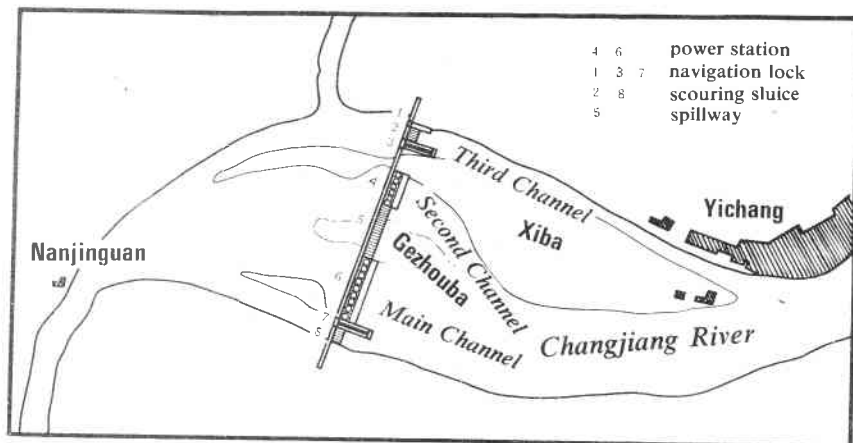 4 6 power station
1 3 7 navigation lock
2 8 scouring sluice
5 spillway
1
2
3
4
5
6
7
8
Third Channel
Second Channel
Main Channel
Xiba
Gezhouba
Yichang
Nanjinguan
Changjiang River